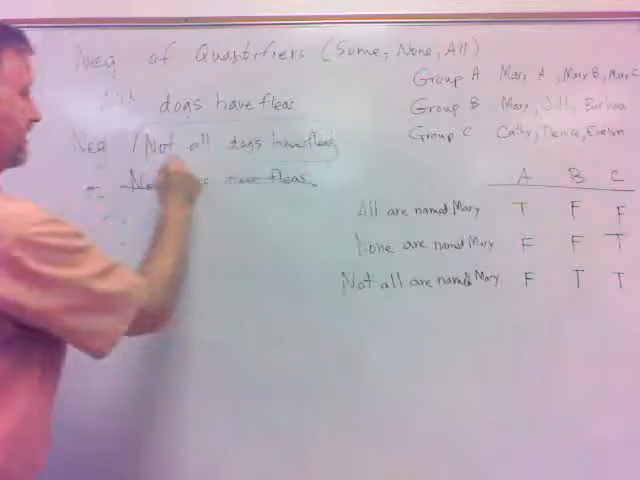 Neg of Quantifiers (Some, None, All)
dogs have fleas
Neg Not all dogs have fleas
have fleas.
Group A Mary A, Mary B, Mary C
Group B Mary, Jill, Barbara
Group C Cathy, Denice, Evelyn
A B C
All are named Mary T F F
None are named Mary F F T
Not all are named Mary F T T